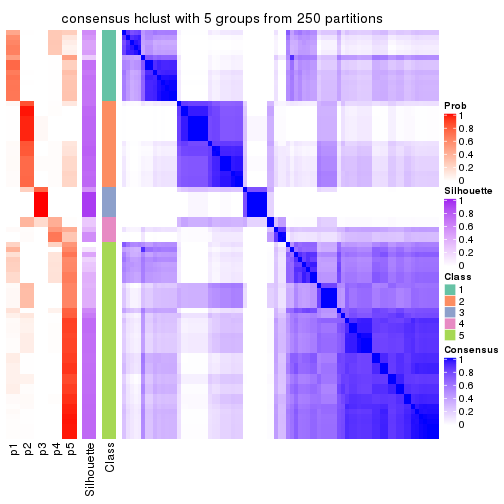 consensus hclust with 5 groups from 250 partitions
Prob
1
0.8
0.6
0.4
0.2
0
Silhouette
1
0.8
0.6
0.4
0.2
0
Class
1
2
3
4
5
Consensus
1
0.8
0.6
0.4
0.2
0
p1
p2
p3
p4
p5
Silhouette
Class